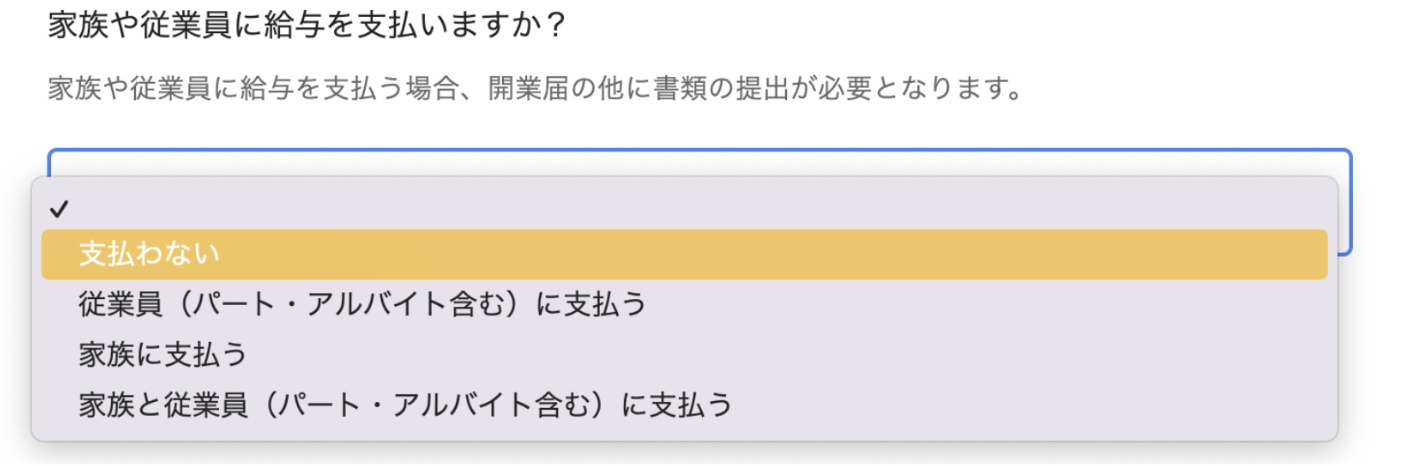 家族や従業員に給与を支払いますか？
家族や従業員に給与を支払う場合、開業届の他に書類の提出が必要となります。
支払わない
従業員（パート・アルバイト含む）に支払う
家族に支払う
家族と従業員（パート・アルバイト含む）に支払う